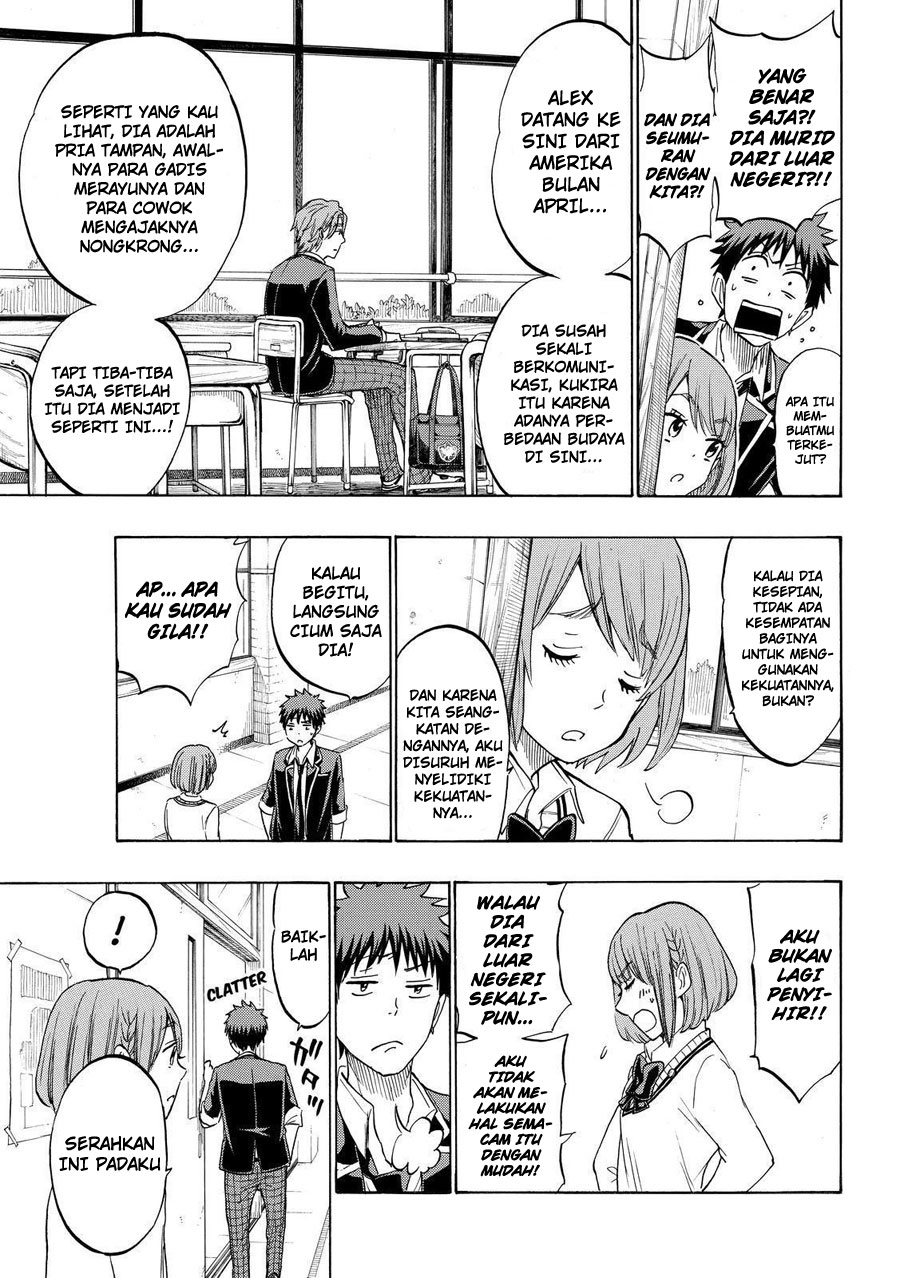 YANG
BENAR
SAJA?!
DIA MURID
DARI LUAR
NEGERI?!!
DAN DIA
SEUMU-
RAN
DENGAN
KITA?!
APA ITU
MEM-
BUATMU
TERKE-
JUT?
ALEX
DATANG KE
SINI DARI
AMERIKA
BULAN
APRIL...
DIA SUSAH
SEKALI
BERKOMUNI-
KASI, KUKIRA
ITU KARENA
ADANYA PER-
BEDAAN BUDAYA
DI SINI...
SEPERTI YANG KAU
LIHAT, DIA ADALAH
PRIA TAMPAN, AWAL-
NYA PARA GADIS
MERAYUNYA DAN
PARA COWOK
MENGAJAKNYA
NONGKRONG...
TAPI TIBA-TIBA
SAJA, SETELAH
ITU DIA MENJADI
SEPERTI INI...!
KALAU DIA
KESEPIAN,
TIDAK ADA
KESEMPATAN
BAGINYA
UNTUK MENG-
GUNAKAN
KEKUATANNYA,
BUKAN?
DAN KARENA
KITA SEANG-
KATAN DE-
NGANNYA, AKU
DISURUH ME-
NYELIDIKI
KEKUATAN-
NYA...
KALAU
BEGITU,
LANGSUNG
CIUM SAJA
DIA!
AP... APA
KAU SUDAH
GILA!!
AKU
BUKAN
LAGI
PENYI-
HIR!!
WALAU
DIA
DARI
LUAR
NEGERI
SEKALI-
PUN...
AKU
TIDAK
AKAN ME-
LAKUKAN
HAL SEMA-
CAM ITU
DENGAN
MUDAH!
BAIK-
LAH
CLATTER
ガタッ
!
SERAHKAN
INI PADAKU